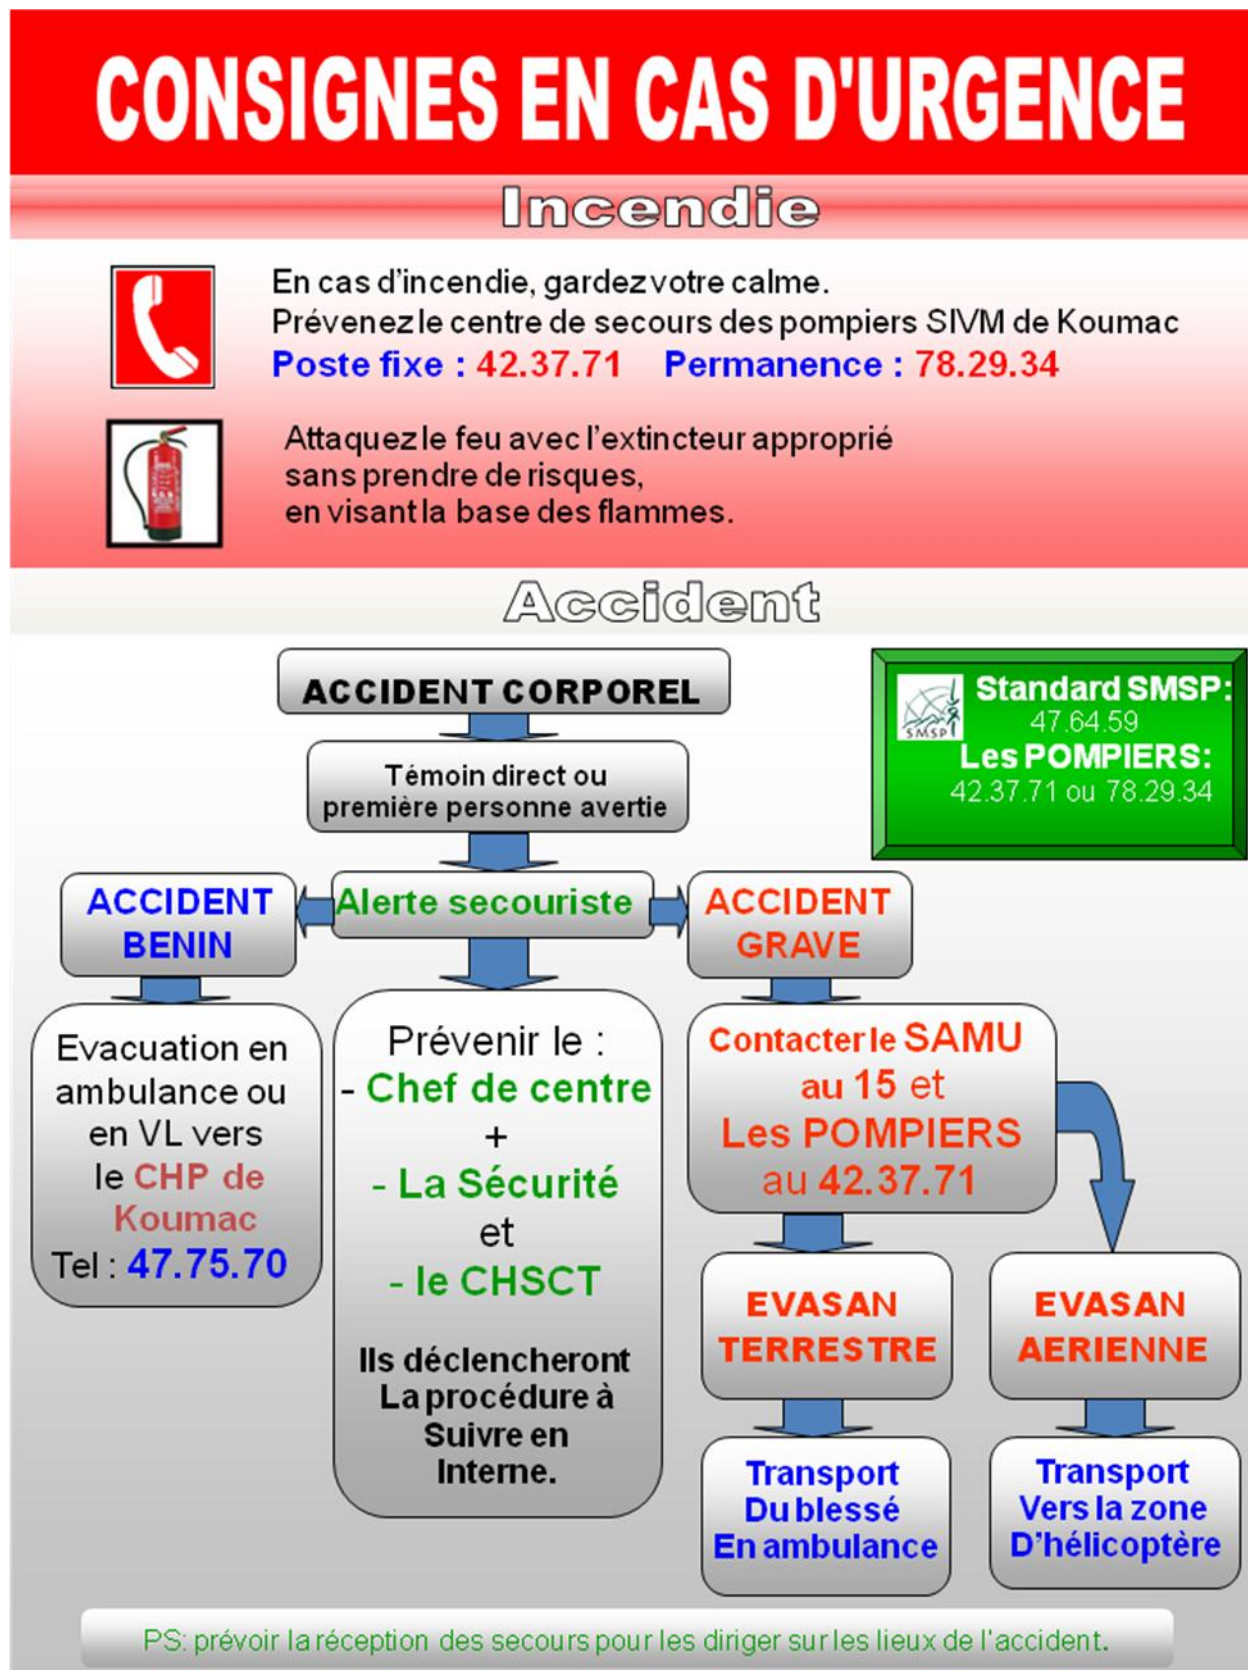 CONSIGNES EN CAS D'URGENCE
Incendie
En cas d'incendie, gardez votre calme.
Prévenez le centre de secours des pompiers SIVM de Koumac
Poste fixe : 42.37.71 Permanence : 78.29.34
Attaquez le feu avec l'extincteur approprié
sans prendre de risques,
en visant la base des flammes.
Accident
ACCIDENT CORPOREL
SMSP
Standard SMSP:
47.64.59
Les POMPIERS:
42.37.71 ou 78.29.34
Témoin direct ou
première personne avertie
Alerte secouriste
ACCIDENT
BENIN
Evacuation en
ambulance ou
en VL vers
le CHP de
Koumac
Tel : 47.75.70
Prévenir le :
- Chef de centre
+
- La Sécurité
et
- le CHSCT
Ils déclencheront
La procédure à
Suivre en
Interne.
ACCIDENT
GRAVE
Contacter le SAMU
au 15 et
Les POMPIERS
au 42.37.71
EVASAN
TERRESTRE
Transport
Du blessé
En ambulance
EVASAN
AERIENNE
Transport
Vers la zone
D'hélicoptère
PS: prévoir la réception des secours pour les diriger sur les lieux de l'accident.